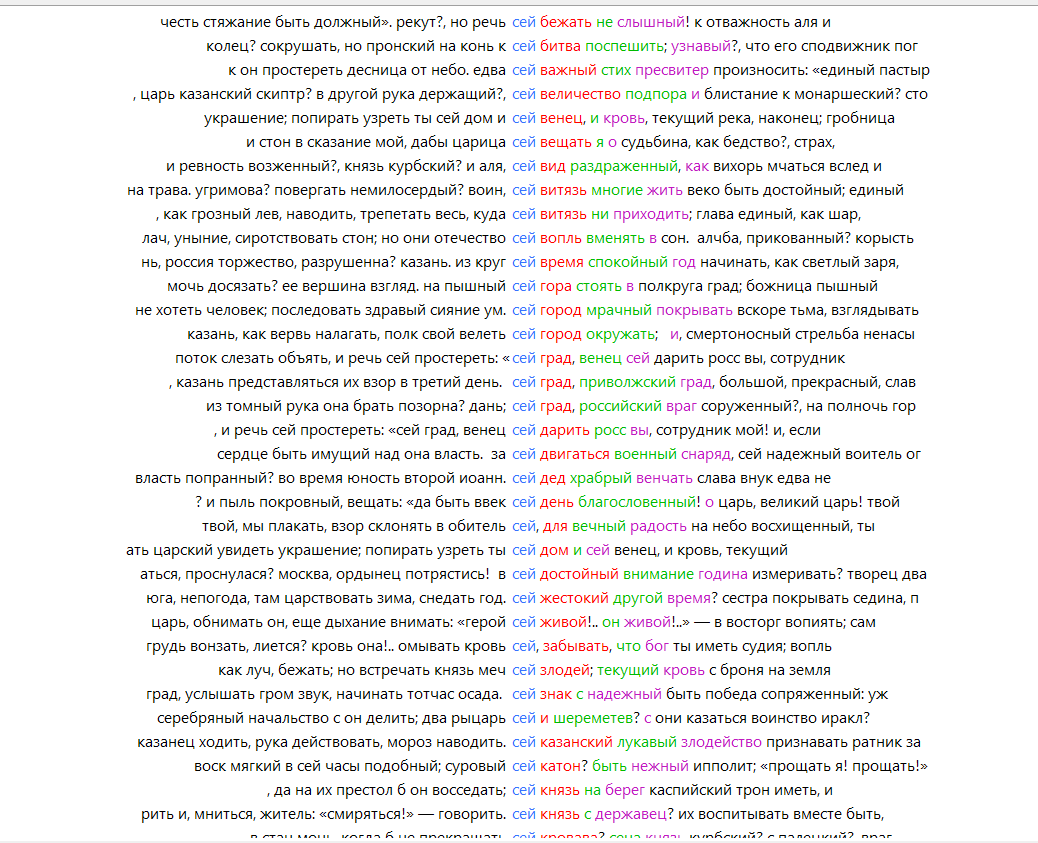 честь стяжание быть должный». рекут?, но речь сей бежать не слышный! к отважность аля и
колец? сокрушать, но пронский на конь к сей битва поспешить; узнавый?, что его сподвижник пог
к он простереть десница от небо. едва сей важный стих пресвитер произносить: «единый пастыр
, царь казанский скиптр? в другой рука держащий?, сей величество подпора и блистание к монаршеский? сто
украшение; попирать узреть ты сей дом и сей венец, и кровь, текущий река, наконец; гробница
и стон в сказание мой, дабы царица сей вещать я о судьбина, как бедство?, страх,
и ревность возженный?, князь курбский? и аля, сей вид раздраженный, как вихорь мчаться вслед и
на трава. угримова? повергать немилосердый? воин, сей витязь многие жить веко быть достойный; единый
, как грозный лев, наводить, трепетать весь, куда сей витязь ни приходить; глава единый, как шар,
лач, уныние, сиротствовать стон; но они отечество сей вопль вменять в сон. алчба, прикованный? корысть
нь, россия торжество, разрушенна? казань. из круг сей время спокойный год начинать, как светлый заря,
мочь досязать? ее вершина взгляд. на пышный сей гора стоять в полкруга град; божница пышный
не хотеть человек; последовать здравый сияние ум. сей город мрачный покрывать вскоре тьма, взглядывать
казань, как вервь налагать, полк свой велеть сей город окружать; и, смертоносный стрельба ненасы
поток слезать объять, и речь сей простереть: « сей град, венец сей дарить росс вы, сотрудник
, казань представляться их взор в третий день. сей град, приволжский град, большой, прекрасный, слав
из томный рука она брать позорна? дань; сей град, российский враг соруженный?, на полночь гор
, и речь сей простереть: «сей град, венец сей дарить росс вы, сотрудник мой! и, если
сердце быть имущий над она власть. за сей двигаться военный снаряд, сей надежный воитель ог
власть попранный? во время юность второй иоанн. сей дед храбрый венчать слава внук едва не
? и пыль покровный, вещать: «да быть ввек сей день благословенный! о царь, великий царь! твой
твой, мы плакать, взор склонять в обитель сей, для вечный радость на небо восхищенный, ты
ать царский увидеть украшение; попирать узреть ты сей дом и сей венец, и кровь, текущий
аться, проснулася? москва, ордынец потрястись! в сей достойный внимание година измеривать? творец два
юга, непогода, там царствовать зима, снедать год. сей жестокий другой время? сестра покрывать седина, п
царь, обнимать он, еще дыхание внимать: «герой сей живой!.. он живой!..» — в восторг вопиять; сам
грудь вонзать, лиется? кровь она!.. омывать кровь сей, забывать, что бог ты иметь судия; вопль
как луч, бежать; но встречать князь меч сей злодей; текущий кровь с броня на земля
град, услышать гром звук, начинать тотчас осада. сей знак с надежный быть победа сопряженный: уж
серебряный начальство с он делить; два рыцарь сей и шереметев? с они казаться воинство иракл?
казанец ходить, рука действовать, мороз наводить. сей казанский лукавый злодейство признавать ратник за
воск мягкий в сей часы подобный; суровый сей катон? быть нежный ипполит; «прощать я! прощать!»
, да на их престол б он восседать; сей князь на берег каспийский трон иметь, и
рить и, мниться, житель: «смиряться!» — говорить. сей князь с державец? их воспитывать вместе быть,